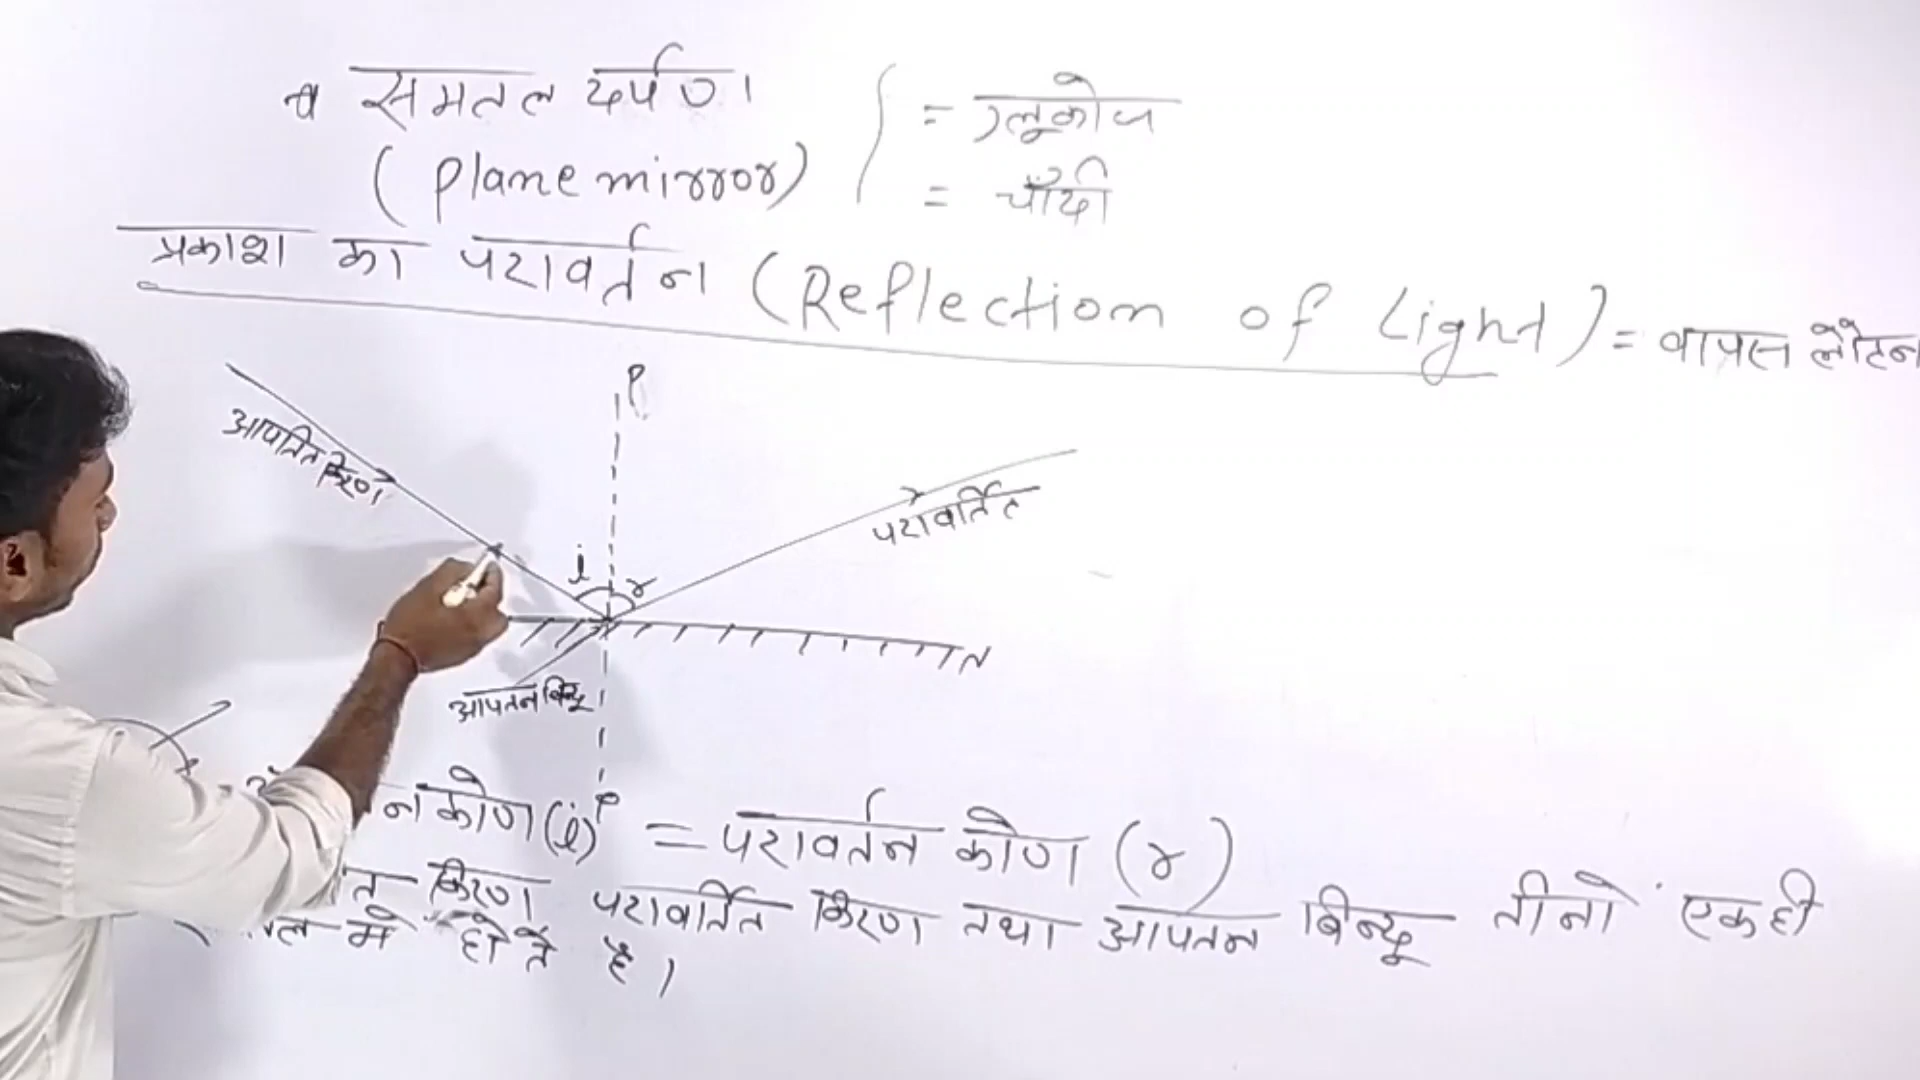 समतल दर्पण।
(Plane mirror)
= ग्लूकोज
= चाँदी
प्रकाश का परावर्तन (Reflection of Light) = वापस लौटन
P
आपतित किरण
परावर्तित
i
r
आपतन बिन्दू
P
न कोण (i) = परावर्तन कोण (r)
त किरण परावर्तित किरण तथा आपतन बिन्दू तीनो एक ही
ल में होते है।